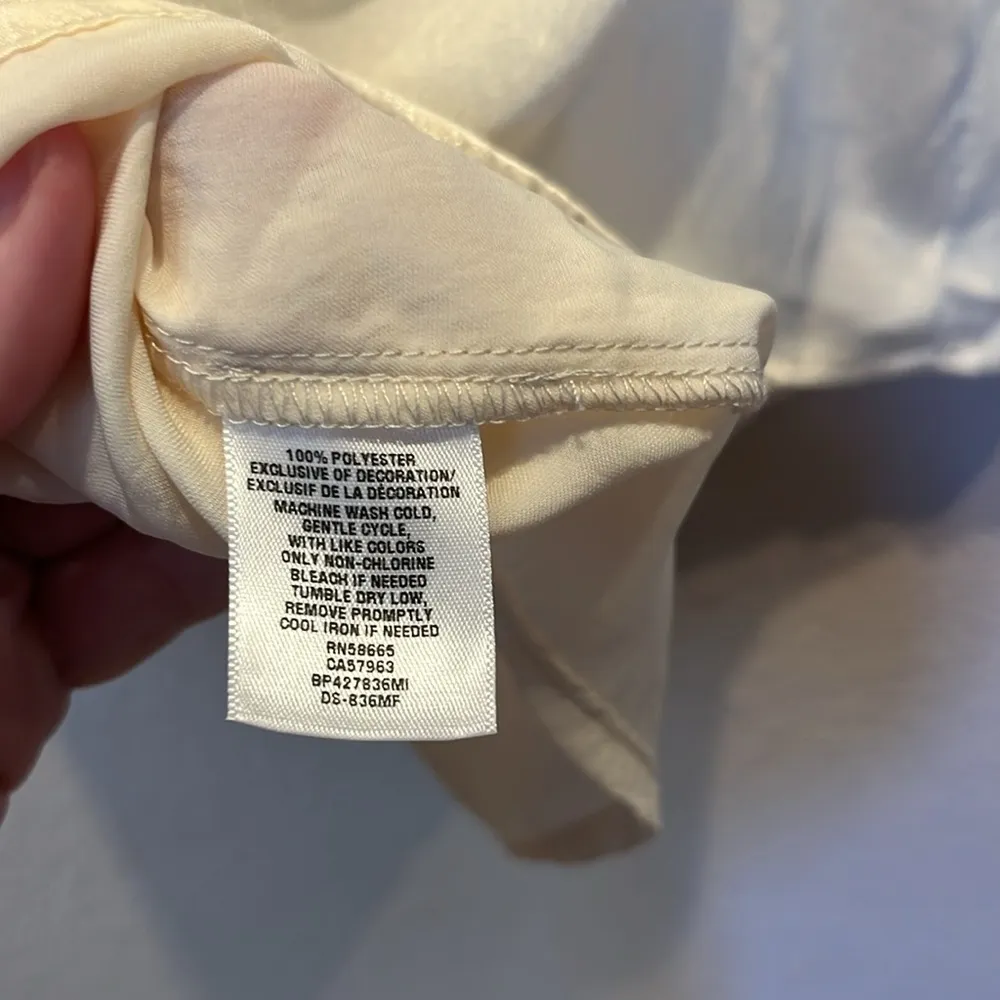 100% POLYESTER
EXCLUSIVE OF DECORATION/
EXCLUSIF DE LA DÉCORATION
MACHINE WASH COLD,
GENTLE CYCLE,
WITH LIKE COLORS
ONLY NON-CHLORINE
BLEACH IF NEEDED
TUMBLE DRY LOW,
REMOVE PROMPTLY
COOL IRON IF NEEDED
RN58665
CA57963
BP427836MI
DS-836MF